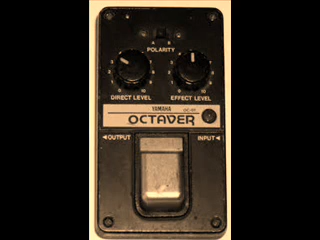 POLARITY
DIRECT LEVEL EFFECT LEVEL
YAMAHA
OCTAVER
◀OUTPUT INPUT◀